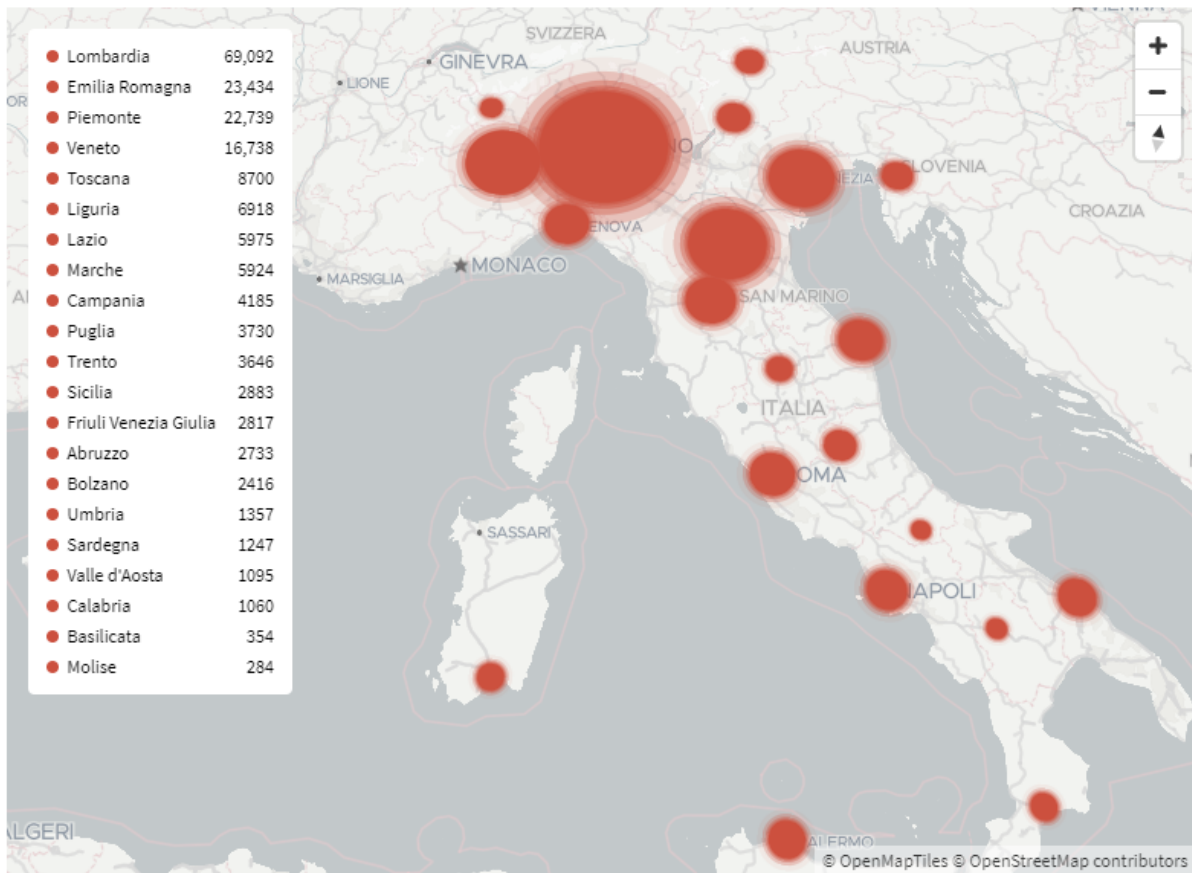 Lombardia 69,092
Emilia Romagna 23,434
Piemonte 22,739
Veneto 16,738
Toscana 8700
Liguria 6918
Lazio 5975
Marche 5924
Campania 4185
Puglia 3730
Trento 3646
Sicilia 2883
Friuli Venezia Giulia 2817
Abruzzo 2733
Bolzano 2416
Umbria 1357
Sardegna 1247
Valle d'Aosta 1095
Calabria 1060
Basilicata 354
Molise 284
SVIZZERA
AUSTRIA
GINEVRA
LIONE
NO
EZIA
SLOVENIA
CROAZIA
ENOVA
MONACO
MARSIGLIA
SAN MARINO
ITALIA
OMA
SASSARI
NAPOLI
ALGERI
ALERMO
+
−
© OpenMapTiles © OpenStreetMap contributors